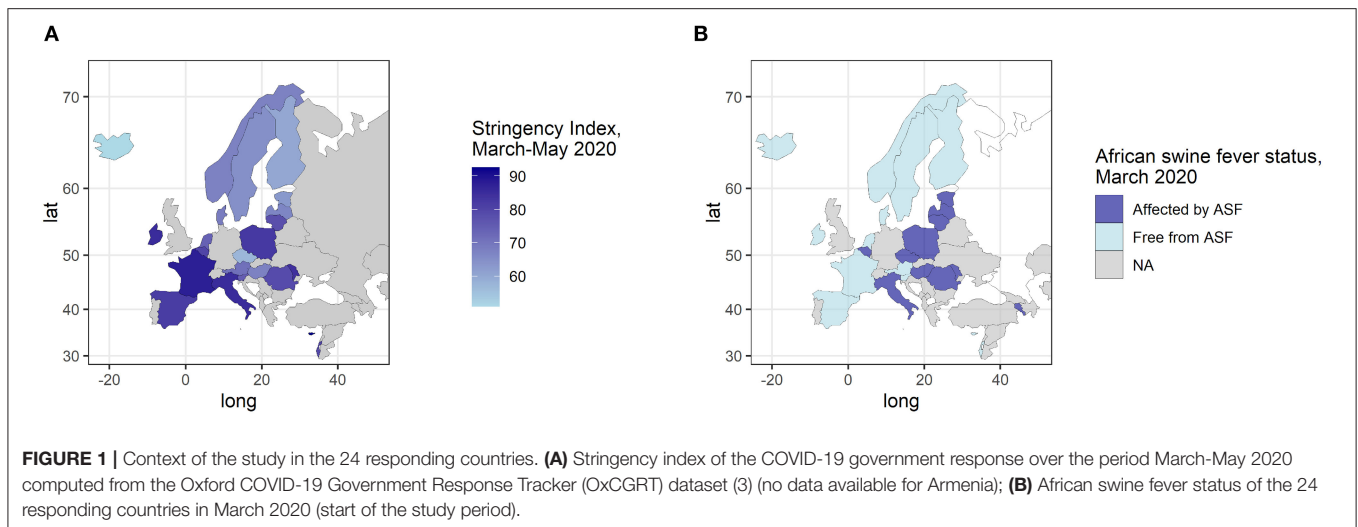 A
70
60
50
40
30
lat
-20
0
20
40
long
Stringency Index,
March-May 2020
90
80
70
60
B
70
60
50
40
30
lat
-20
0
20
40
long
African swine fever status,
March 2020
Affected by ASF
Free from ASF
NA
FIGURE 1 | Context of the study in the 24 responding countries. (A) Stringency index of the COVID-19 government response over the period March-May 2020
computed from the Oxford COVID-19 Government Response Tracker (OxCGRT) dataset (3) (no data available for Armenia); (B) African swine fever status of the 24
responding countries in March 2020 (start of the study period).